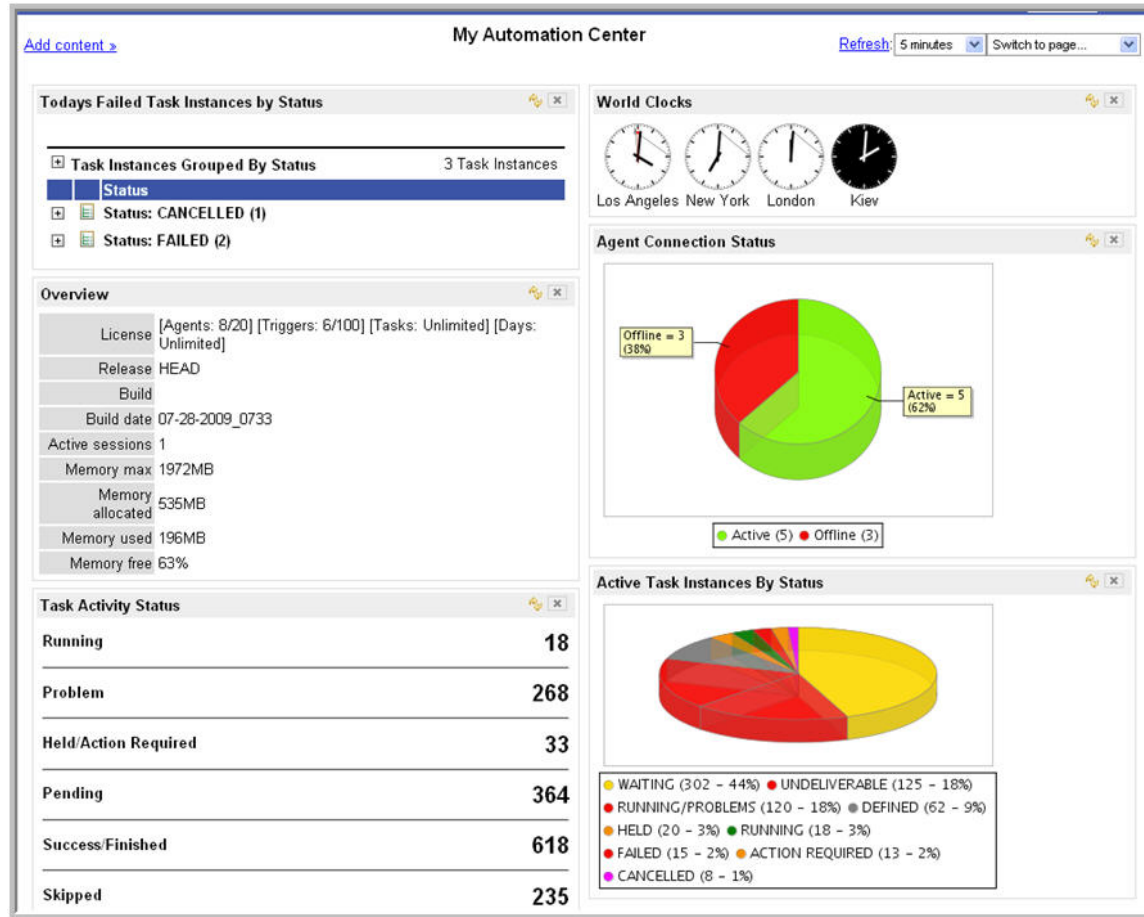 My Automation Center
Add content »
Refresh: 5 minutes Switch to page...
Todays Failed Task Instances by Status
Task Instances Grouped By Status 3 Task Instances
Status
Status: CANCELLED (1)
Status: FAILED (2)
Overview
License [Agents: 8/20] [Triggers: 6/100] [Tasks: Unlimited] [Days:
Unlimited]
Release HEAD
Build
Build date 07-28-2009_0733
Active sessions 1
Memory max 1972MB
Memory
allocated 535MB
Memory used 196MB
Memory free 63%
Task Activity Status
Running 18
Problem 268
Held/Action Required 33
Pending 364
Success/Finished 618
Skipped 235
World Clocks
Los Angeles New York London Kiev
Agent Connection Status
Offline = 3
(38%)
Active = 5
(62%)
Active (5) Offline (3)
Active Task Instances By Status
WAITING (302 - 44%) UNDELIVERABLE (125 - 18%)
RUNNING/PROBLEMS (120 - 18%) DEFINED (62 - 9%)
HELD (20 - 3%) RUNNING (18 - 3%)
FAILED (15 - 2%) ACTION REQUIRED (13 - 2%)
CANCELLED (8 - 1%)